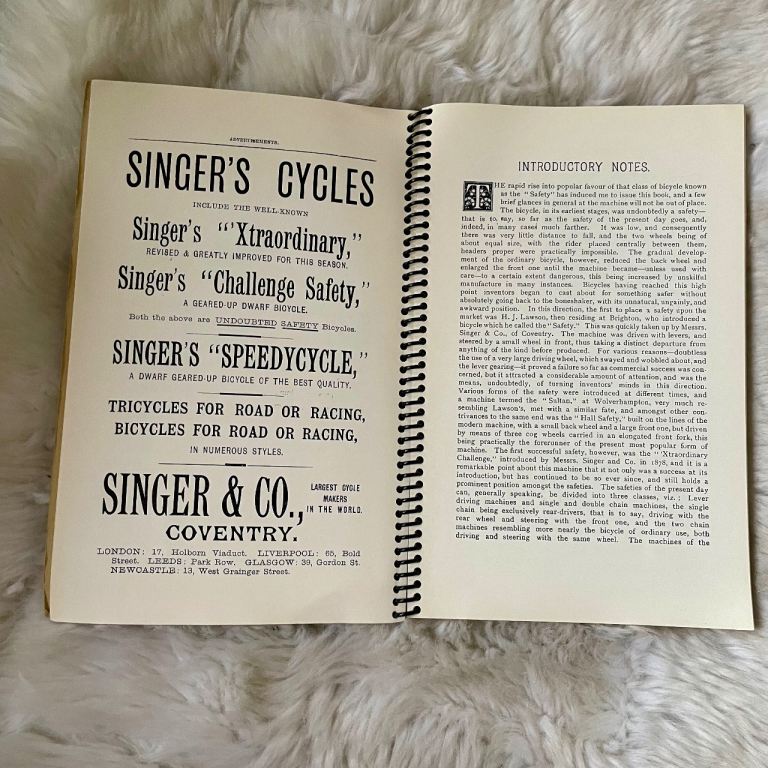 ADVERTISEMENTS.
SINGER'S CYCLES
INCLUDE THE WELL-KNOWN
Singer's "'Xtraordinary,"
REVISED & GREATLY IMPROVED FOR THIS SEASON.
Singer's "Challenge Safety,"
A GEARED-UP DWARF BICYCLE.
Both the above are UNDOUBTED SAFETY Bicycles.
SINGER'S "SPEEDYCYCLE,"
A DWARF GEARED-UP BICYCLE OF THE BEST QUALITY.
TRICYCLES FOR ROAD OR RACING,
BICYCLES FOR ROAD OR RACING,
IN NUMEROUS STYLES.
SINGER & CO.,
LARGEST CYCLE
MAKERS
IN THE WORLD.
COVENTRY.
LONDON: 17, Holborn Viaduct. LIVERPOOL: 65, Bold
Street. LEEDS: Park Row. GLASGOW: 39, Gordon St.
NEWCASTLE: 13, West Grainger Street.
INTRODUCTORY NOTES.
THE rapid rise into popular favour of that class of bicycle known
as the "Safety" has induced me to issue this book, and a few
brief glances in general at the machine will not be out of place.
The bicycle, in its earliest stages, was undoubtedly a safety—
that is to say, so far as the safety of the present day goes, and,
indeed, in many cases much farther. It was low, and consequently
there was very little distance to fall, and the two wheels being of
about equal size, with the rider placed centrally between them,
headers proper were practically impossible. The gradual develop-
ment of the ordinary bicycle, however, reduced the back wheel and
enlarged the front one until the machine became—unless used with
care—to a certain extent dangerous, this being increased by unskilful
manufacture in many instances. Bicycles having reached this high
point inventors began to cast about for something safer without
absolutely going back to the boneshaker, with its unnatural, ungainly, and
awkward position. In this direction, the first to place a safety upon the
market was H. J. Lawson, then residing at Brighton, who introduced a
bicycle which he called the "Safety." This was quickly taken up by Messrs.
Singer & Co., of Coventry. The machine was driven with levers, and
steered by a small wheel in front, thus taking a distinct departure from
anything of the kind before produced. For various reasons—doubtless
the use of a very large driving wheel, which swayed and wobbled about, and
the lever gearing—it proved a failure so far as commercial success was con-
cerned, but it attracted a considerable amount of attention, and was the
means, undoubtedly, of turning inventors' minds in this direction.
Various forms of the safety were introduced at different times, and
a machine termed the "Sultan," at Wolverhampton, very much re-
sembling Lawson's, met with a similar fate, and amongst other con-
trivances to the same end was the "Hall Safety," built on the lines of the
modern machine, with a small back wheel and a large front one, but driven
by means of three cog wheels carried in an elongated front fork, this
being practically the forerunner of the present most popular form of
machine. The first successful safety, however, was the "'Xtraordinary
Challenge," introduced by Messrs. Singer and Co. in 1878, and it is a
remarkable point about this machine that it not only was a success at its
introduction, but has continued to be so ever since, and still holds a
prominent position amongst the safeties. The safeties of the present day
can, generally speaking, be divided into three classes, viz.: Lever
driving machines and single and double chain machines, the single
chain being exclusively rear-drivers, that is to say, driving with the
rear wheel and steering with the front one, and the two chain
machines resembling more nearly the bicycle of ordinary use, both
driving and steering with the same wheel. The machines of the